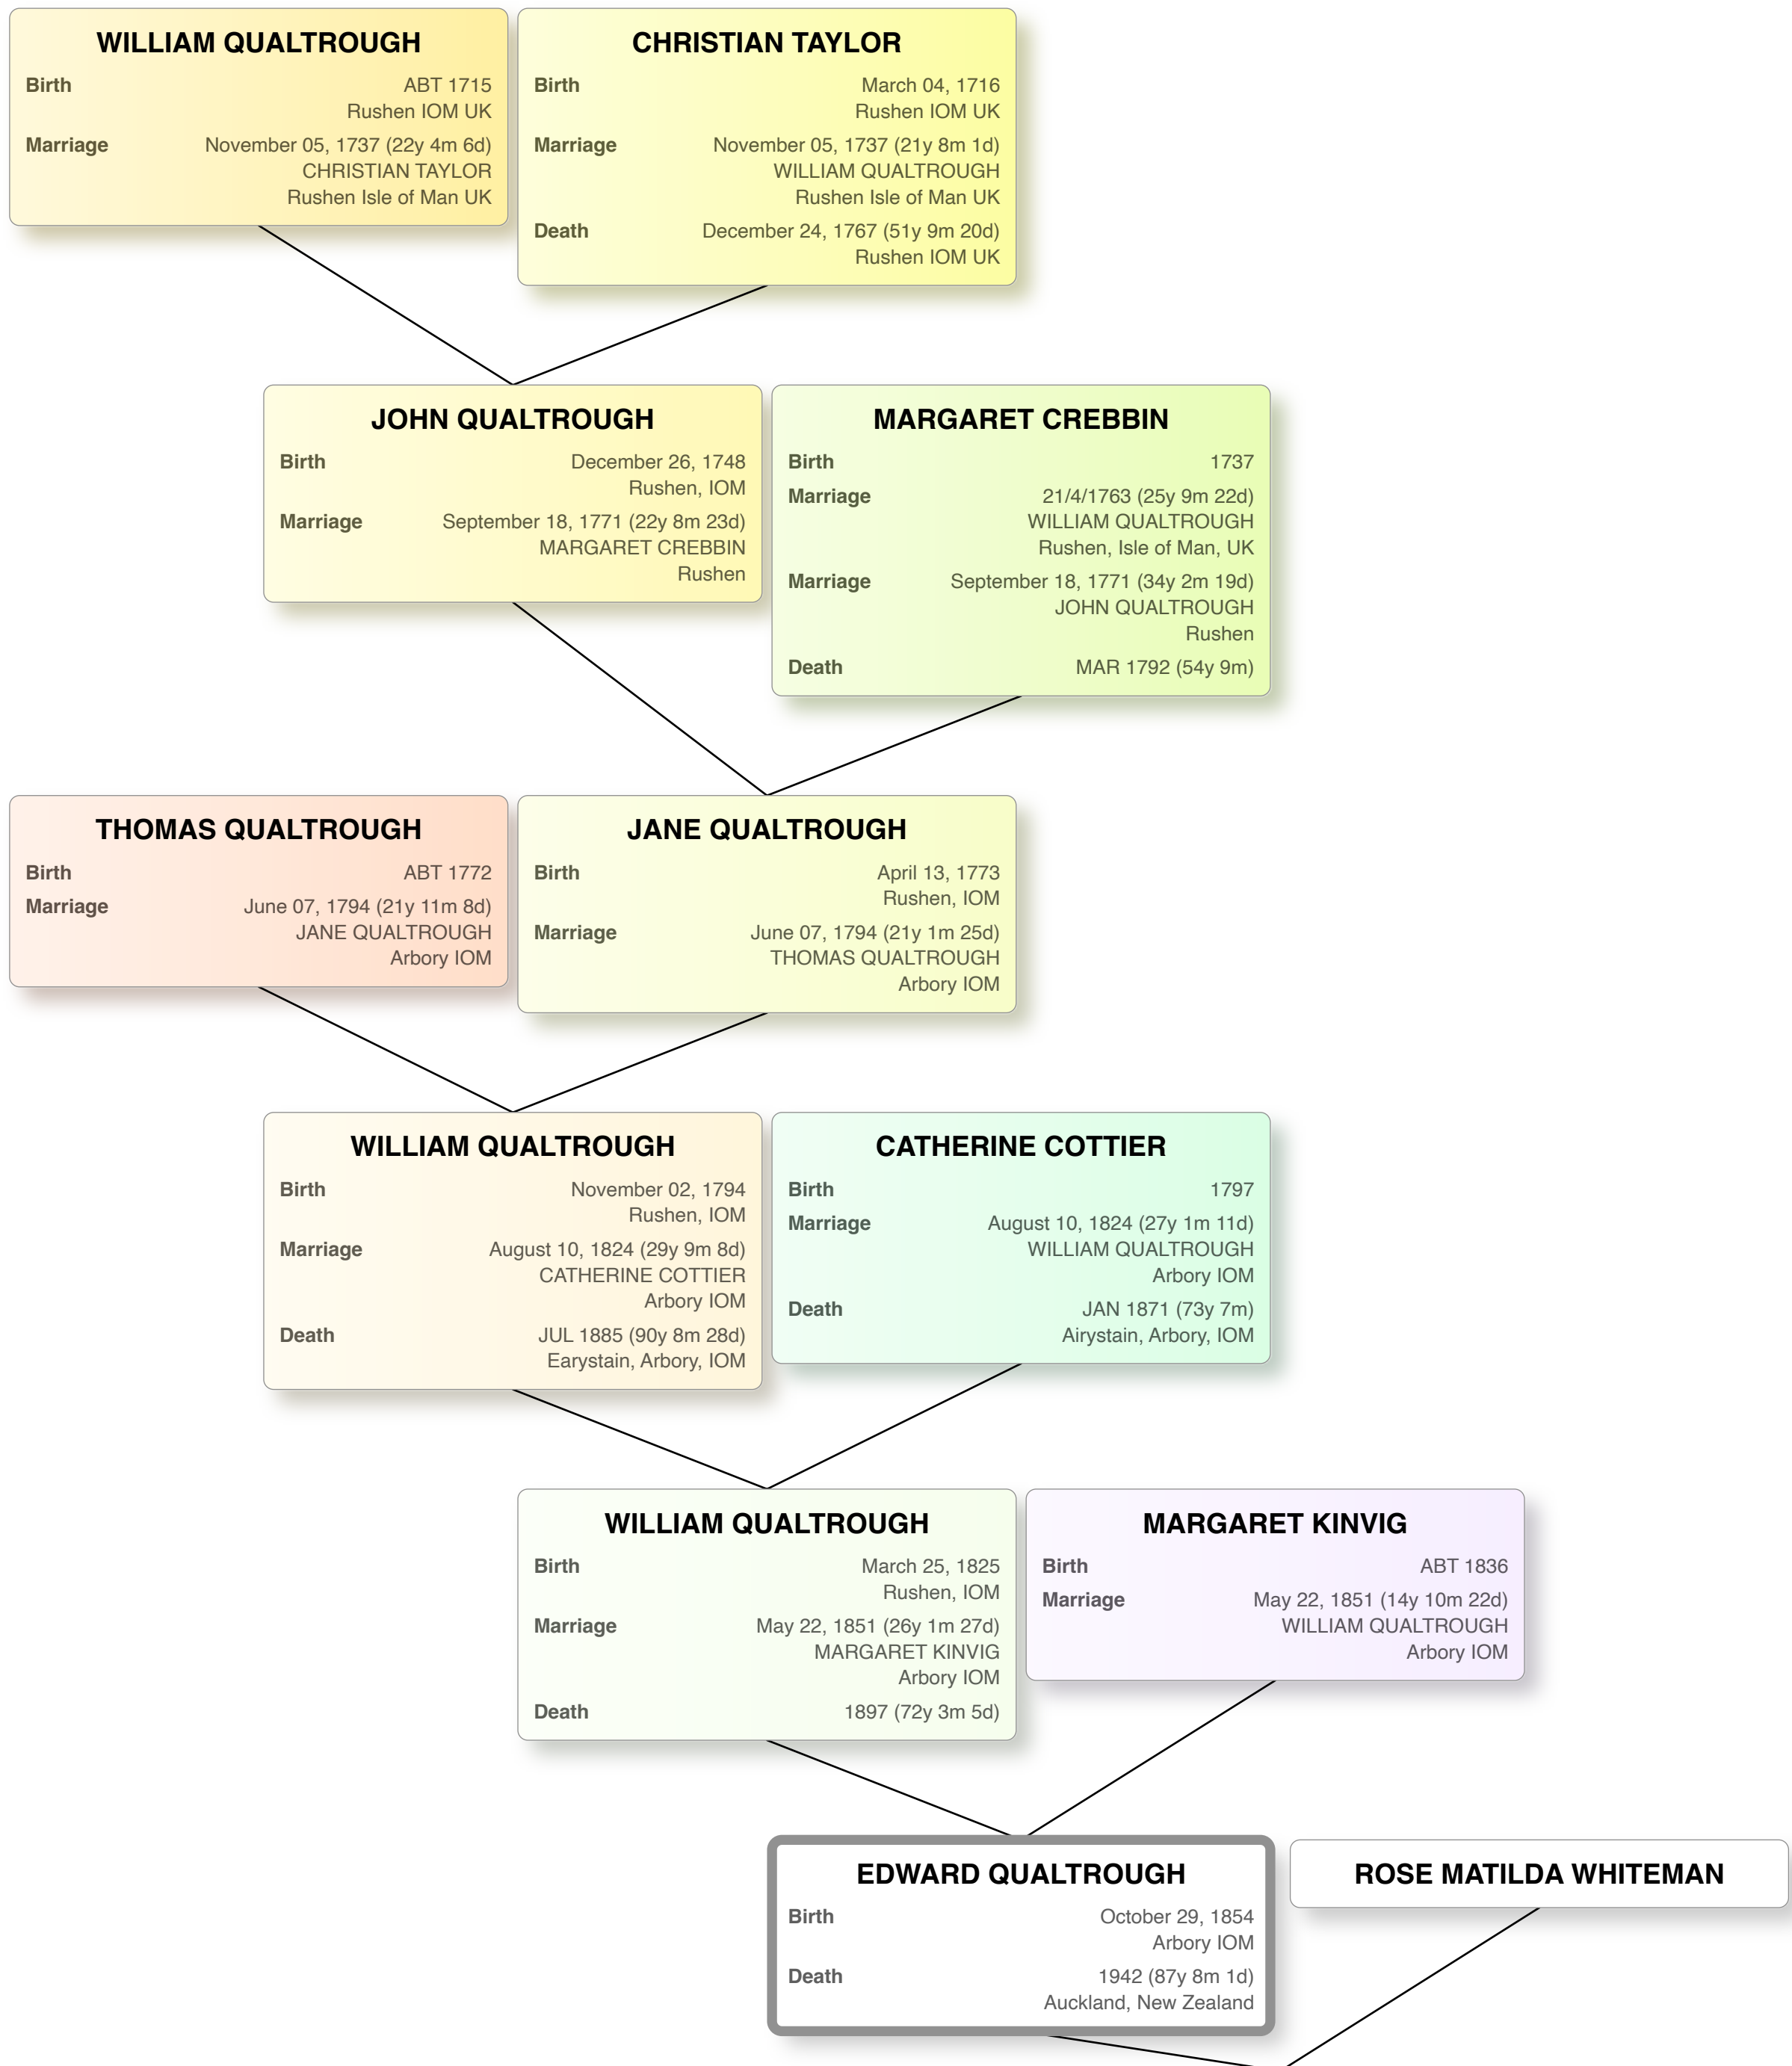 WILLIAM QUALTROUGH
Birth ABT 1715
Rushen IOM UK
Marriage November 05, 1737 (22y 4m 6d)
CHRISTIAN TAYLOR
Rushen Isle of Man UK
CHRISTIAN TAYLOR
Birth March 04, 1716
Rushen IOM UK
Marriage November 05, 1737 (21y 8m 1d)
WILLIAM QUALTROUGH
Rushen Isle of Man UK
Death December 24, 1767 (51y 9m 20d)
Rushen IOM UK
JOHN QUALTROUGH
Birth December 26, 1748
Rushen, IOM
Marriage September 18, 1771 (22y 8m 23d)
MARGARET CREBBIN
Rushen
MARGARET CREBBIN
Birth 1737
Marriage 21/4/1763 (25y 9m 22d)
WILLIAM QUALTROUGH
Rushen, Isle of Man, UK
Marriage September 18, 1771 (34y 2m 19d)
JOHN QUALTROUGH
Rushen
Death MAR 1792 (54y 9m)
THOMAS QUALTROUGH
Birth ABT 1772
Marriage June 07, 1794 (21y 11m 8d)
JANE QUALTROUGH
Arbory IOM
JANE QUALTROUGH
Birth April 13, 1773
Rushen, IOM
Marriage June 07, 1794 (21y 1m 25d)
THOMAS QUALTROUGH
Arbory IOM
WILLIAM QUALTROUGH
Birth November 02, 1794
Rushen, IOM
Marriage August 10, 1824 (29y 9m 8d)
CATHERINE COTTIER
Arbory IOM
Death JUL 1885 (90y 8m 28d)
Earystain, Arbory, IOM
CATHERINE COTTIER
Birth 1797
Marriage August 10, 1824 (27y 1m 11d)
WILLIAM QUALTROUGH
Arbory IOM
Death JAN 1871 (73y 7m)
Airystain, Arbory, IOM
WILLIAM QUALTROUGH
Birth March 25, 1825
Rushen, IOM
Marriage May 22, 1851 (26y 1m 27d)
MARGARET KINVIG
Arbory IOM
Death 1897 (72y 3m 5d)
MARGARET KINVIG
Birth ABT 1836
Marriage May 22, 1851 (14y 10m 22d)
WILLIAM QUALTROUGH
Arbory IOM
EDWARD QUALTROUGH
Birth October 29, 1854
Arbory IOM
Death 1942 (87y 8m 1d)
Auckland, New Zealand
ROSE MATILDA WHITEMAN